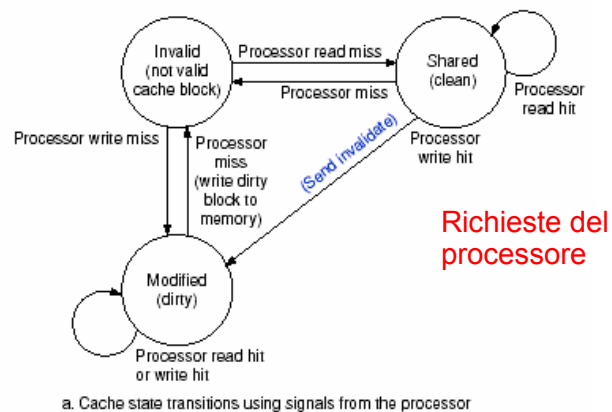 Invalid
(not valid
cache block)
Processor read miss
Processor miss
Shared
(clean)
Processor
read hit
Processor write miss
Processor
miss
(write dirty
block to
memory)
(Send invalidate)
Processor
write hit
Richieste del
processore
Modified
(dirty)
Processor read hit
or write hit
a. Cache state transitions using signals from the processor